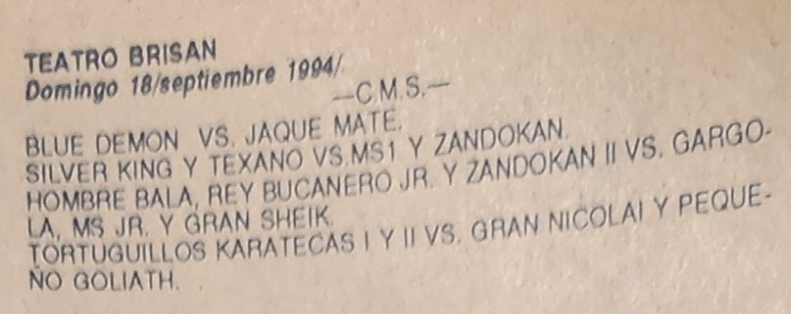 TEATRO BRISAN
Domingo 18/septiembre 1994/
—C.M.S.—
BLUE DEMON VS. JAQUE MATE.
SILVER KING Y TEXANO VS.MS1 Y ZANDOKAN.
HOMBRE BALA, REY BUCANERO JR. Y ZANDOKAN II VS. GARGO-
LA, MS JR. Y GRAN SHEIK.
TORTUGUILLOS KARATECAS I Y II VS. GRAN NICOLAI Y PEQUE-
ÑO GOLIATH.